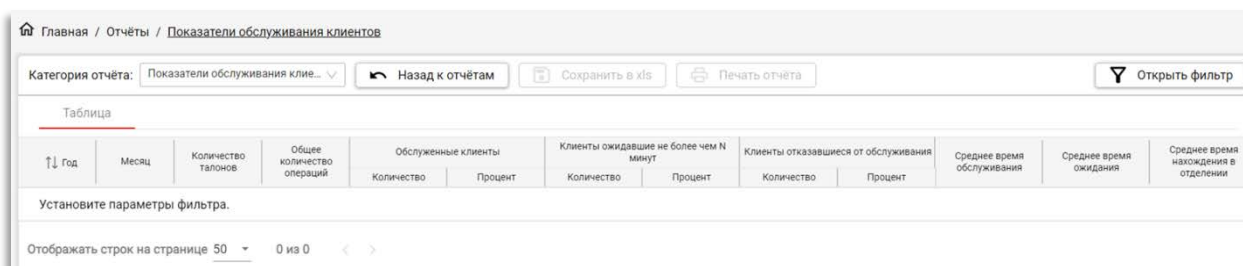 Главная / Отчёты / Показатели обслуживания клиентов
Категория отчёта: Показатели обслуживания клие... Назад к отчётам Сохранить в xls Печать отчёта Открыть фильтр
Таблица
Год Месяц Количество талонов Общее количество операций Обслуженные клиенты Клиенты ожидавшие не более чем N минут Клиенты отказавшиеся от обслуживания Среднее время обслуживания Среднее время ожидания Среднее время нахождения в отделении
Количество Процент Количество Процент Количество Процент
Установите параметры фильтра.
Отображать строк на странице 50 0 из 0